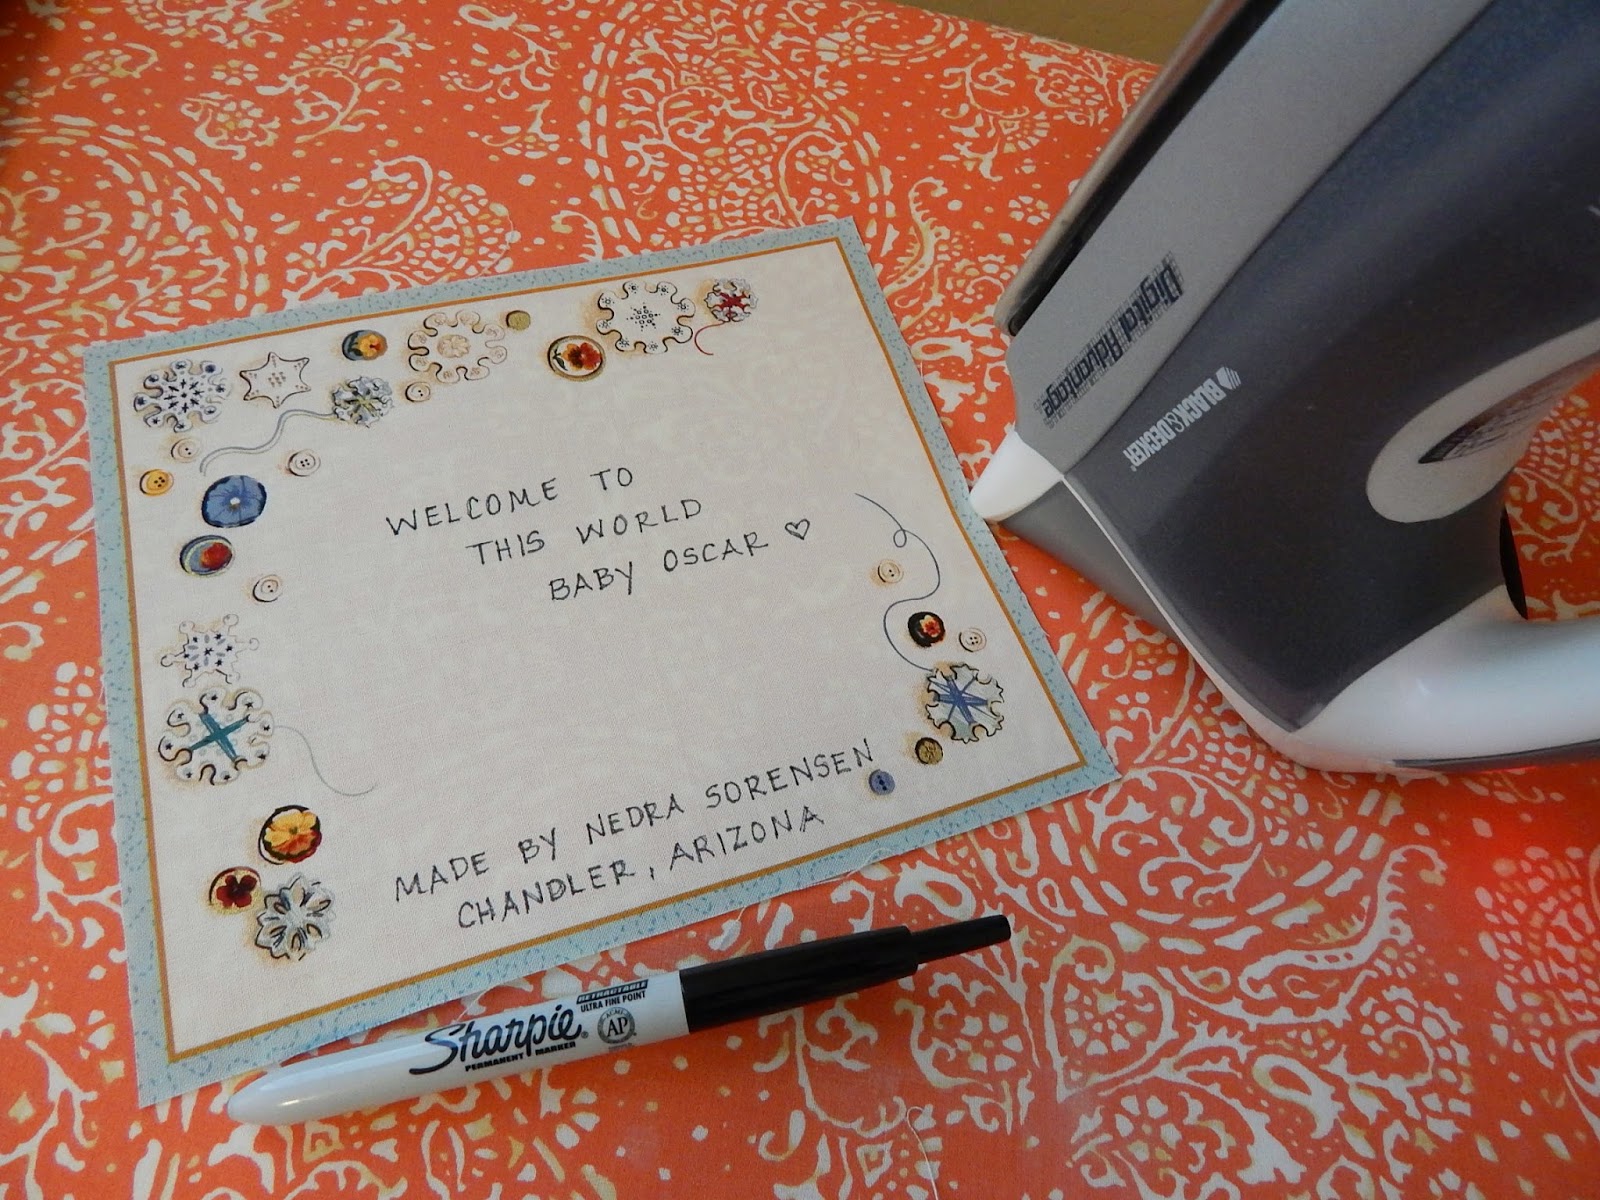 WELCOME TO
THIS WORLD
BABY OSCAR ♡
MADE BY NEDRA SORENSEN
CHANDLER, ARIZONA
Sharpie®
PERMANENT MARKER
RETRACTABLE
ULTRA FINE POINT
AP
Digital Advantage
BLACK&DECKER®